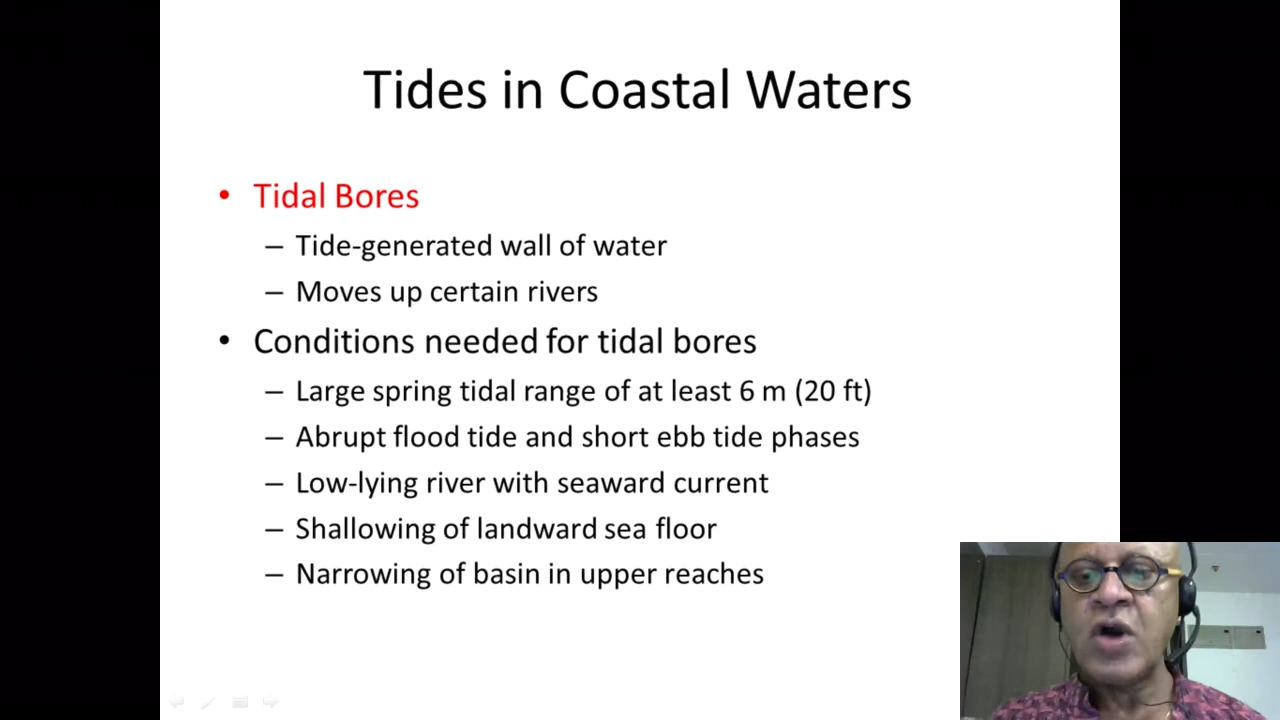 Tides in Coastal Waters
• Tidal Bores
– Tide-generated wall of water
– Moves up certain rivers
• Conditions needed for tidal bores
– Large spring tidal range of at least 6 m (20 ft)
– Abrupt flood tide and short ebb tide phases
– Low-lying river with seaward current
– Shallowing of landward sea floor
– Narrowing of basin in upper reaches